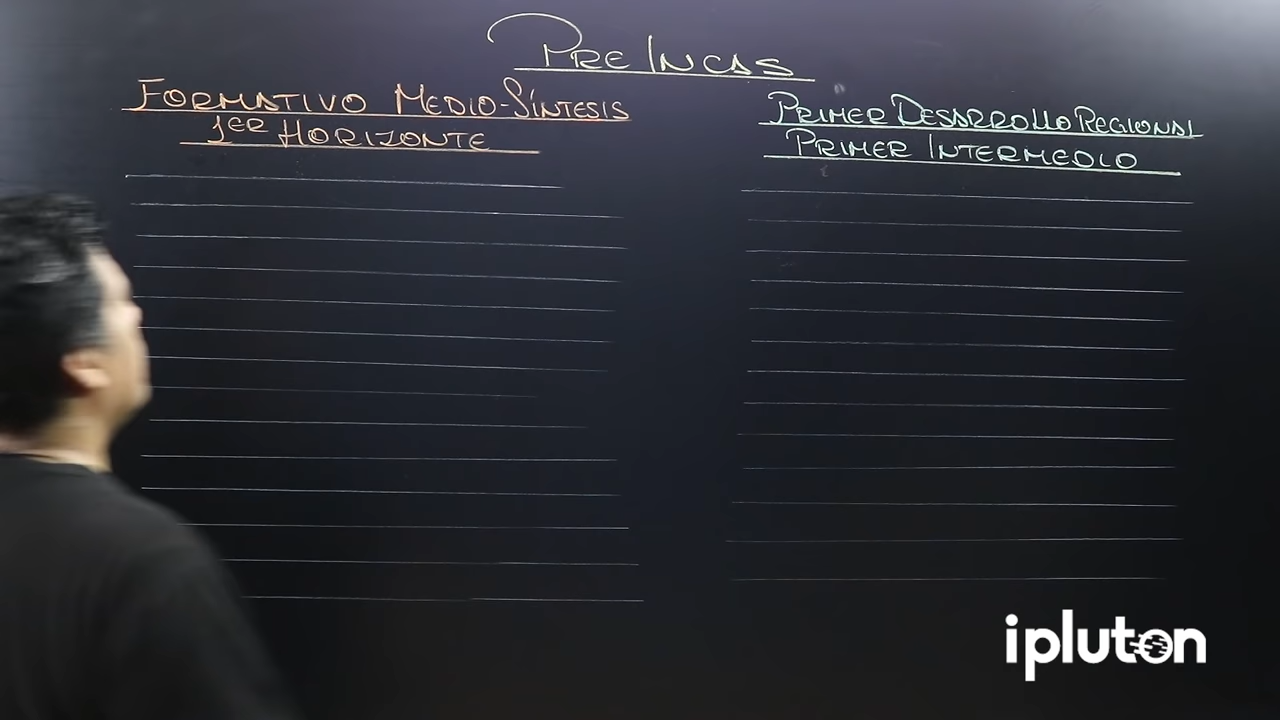 PRE INCAS
FORMATIVO MEDIO-SÍNTESIS
1ER HORIZONTE
PRIMER DESARROLLO REGIONAL
PRIMER INTERMEDIO
ipluton